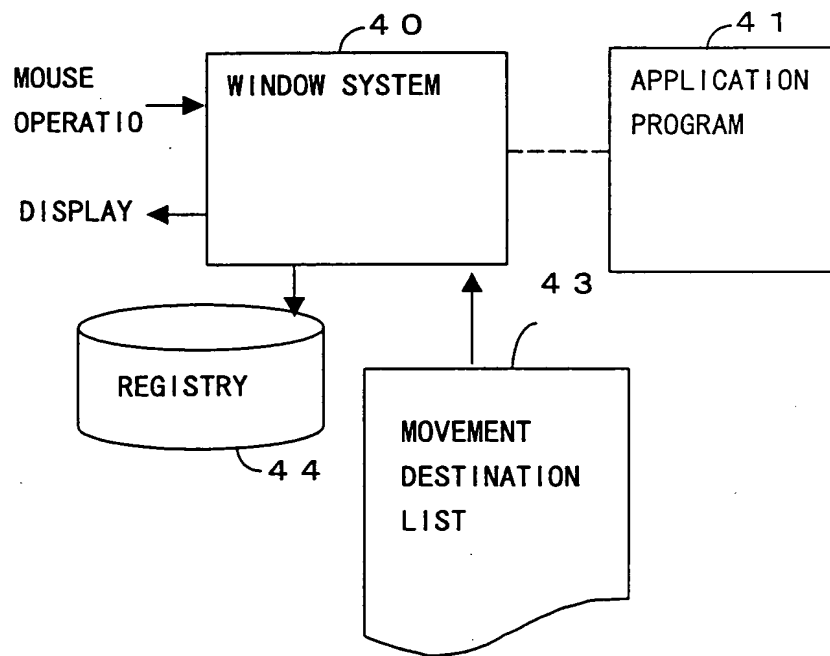 40
WINDOW SYSTEM
41
APPLICATION
PROGRAM
MOUSE
OPERATIO
DISPLAY
43
REGISTRY
44
MOVEMENT
DESTINATION
LIST